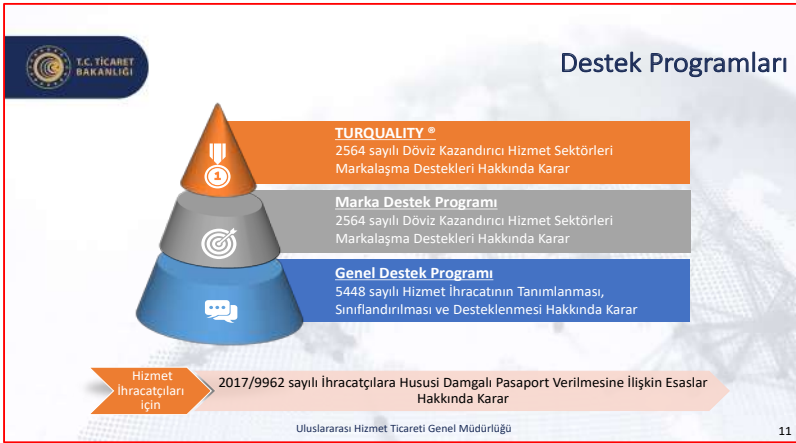 T.C. TİCARET
BAKANLIĞI
Destek Programları
TURQUALITY ®
2564 sayılı Döviz Kazandırıcı Hizmet Sektörleri
Markalaşma Destekleri Hakkında Karar
1
Marka Destek Programı
2564 sayılı Döviz Kazandırıcı Hizmet Sektörleri
Markalaşma Destekleri Hakkında Karar
Genel Destek Programı
5448 sayılı Hizmet İhracatının Tanımlanması,
Sınıflandırılması ve Desteklenmesi Hakkında Karar
Hizmet
İhracatçıları
için
2017/9962 sayılı İhracatçılara Hususi Damgalı Pasaport Verilmesine İlişkin Esaslar
Hakkında Karar
Uluslararası Hizmet Ticareti Genel Müdürlüğü
11